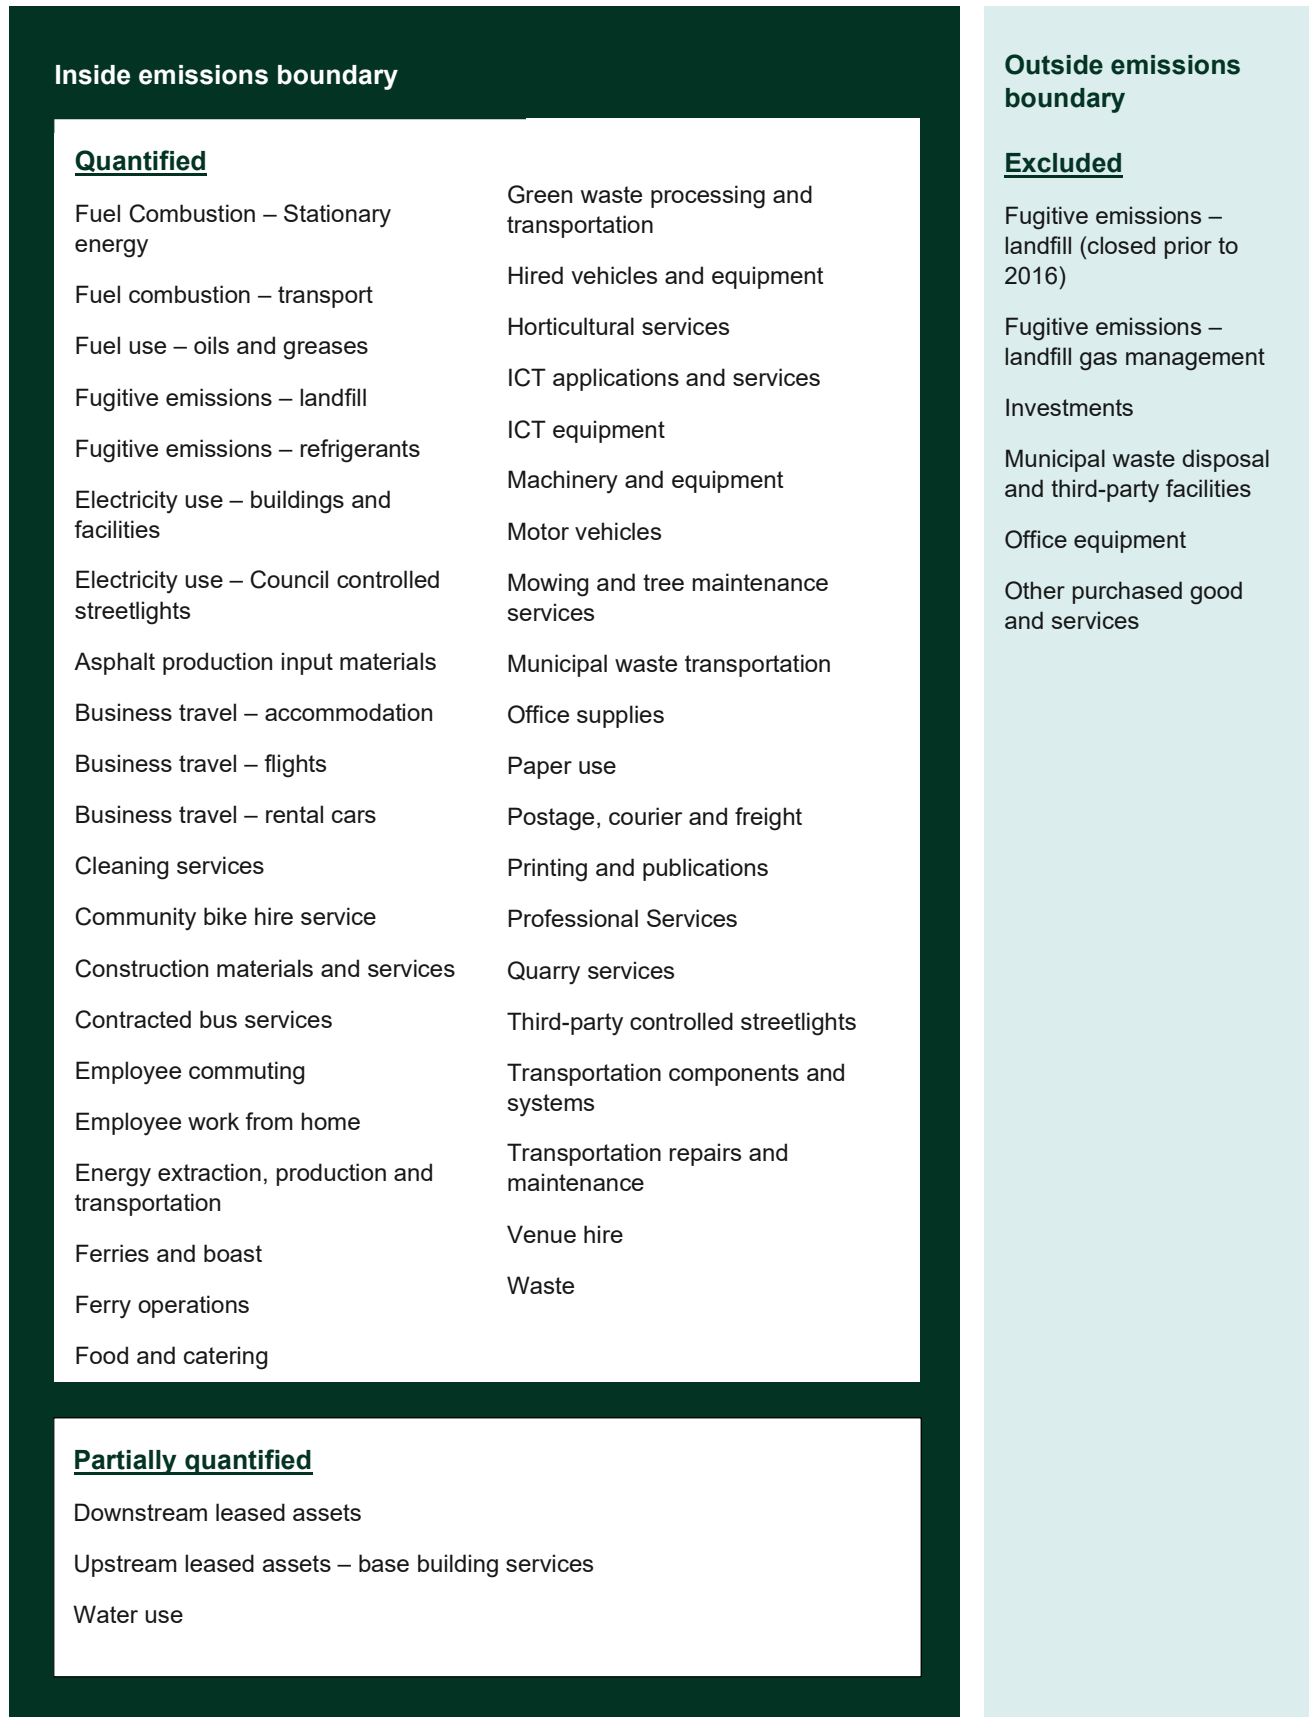 Inside emissions boundary
Quantified
Fuel Combustion – Stationary
energy
Fuel combustion – transport
Fuel use – oils and greases
Fugitive emissions – landfill
Fugitive emissions – refrigerants
Electricity use – buildings and
facilities
Electricity use – Council controlled
streetlights
Asphalt production input materials
Business travel – accommodation
Business travel – flights
Business travel – rental cars
Cleaning services
Community bike hire service
Construction materials and services
Contracted bus services
Employee commuting
Employee work from home
Energy extraction, production and
transportation
Ferries and boast
Ferry operations
Food and catering
Green waste processing and
transportation
Hired vehicles and equipment
Horticultural services
ICT applications and services
ICT equipment
Machinery and equipment
Motor vehicles
Mowing and tree maintenance
services
Municipal waste transportation
Office supplies
Paper use
Postage, courier and freight
Printing and publications
Professional Services
Quarry services
Third-party controlled streetlights
Transportation components and
systems
Transportation repairs and
maintenance
Venue hire
Waste
Partially quantified
Downstream leased assets
Upstream leased assets – base building services
Water use
Outside emissions
boundary
Excluded
Fugitive emissions –
landfill (closed prior to
2016)
Fugitive emissions –
landfill gas management
Investments
Municipal waste disposal
and third-party facilities
Office equipment
Other purchased good
and services